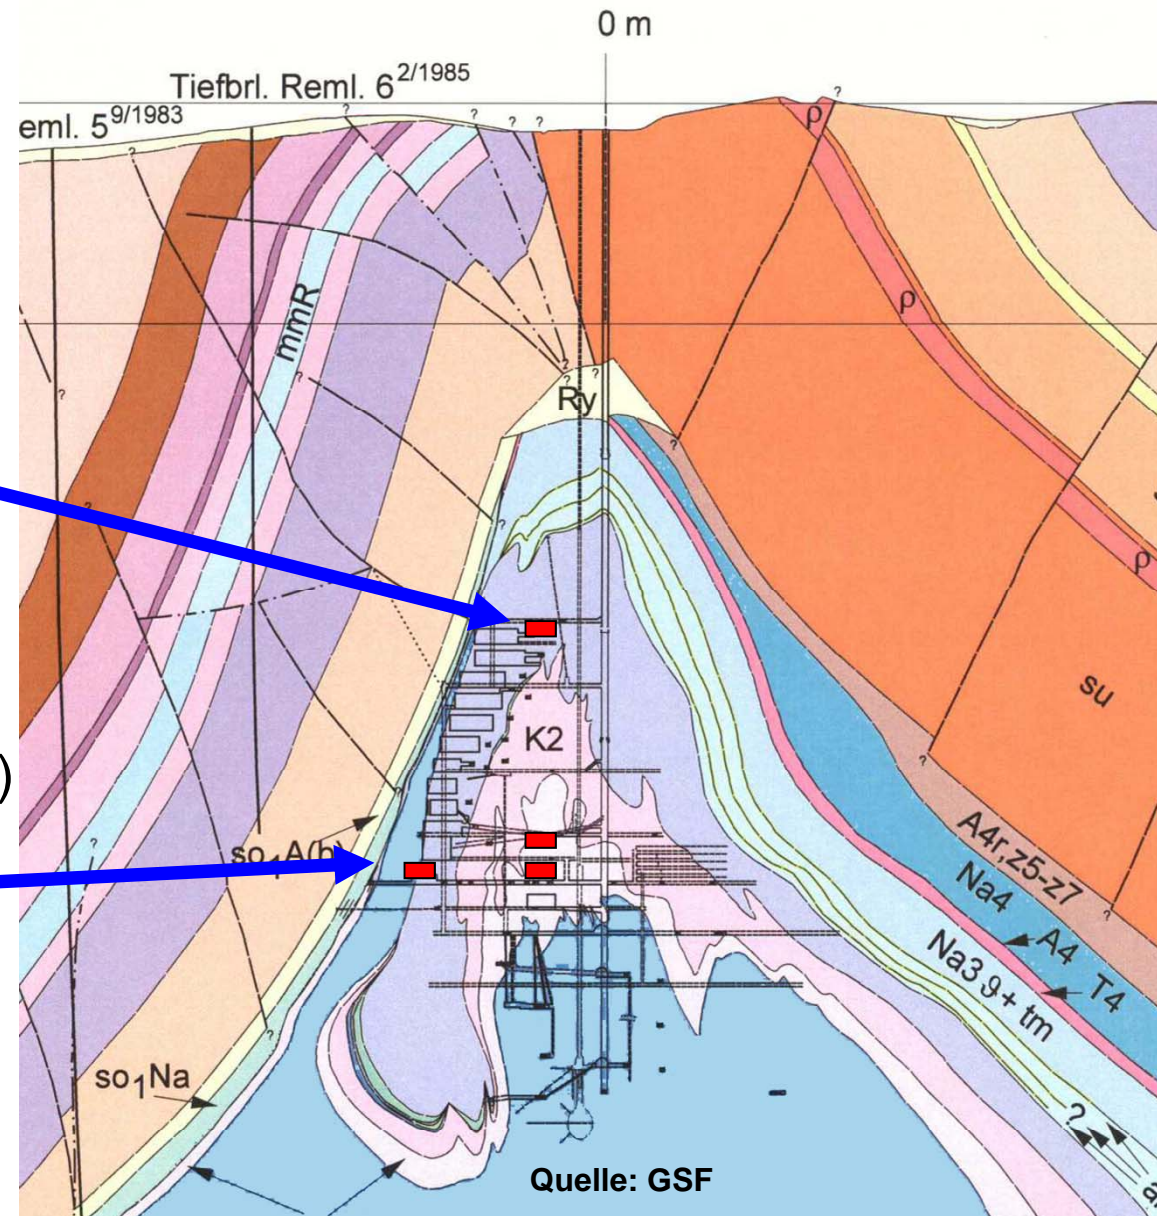 0 m
Tiefbrl. Reml. 6 2/1985
eml. 5 9/1983
ρ
mmR
ρ
Ry
ρ
su
K2
)
so1A(b)
A4r,z5-z7
Na4
A4
Na3 ϑ+ tm
T4
so1Na
?
Quelle: GSF